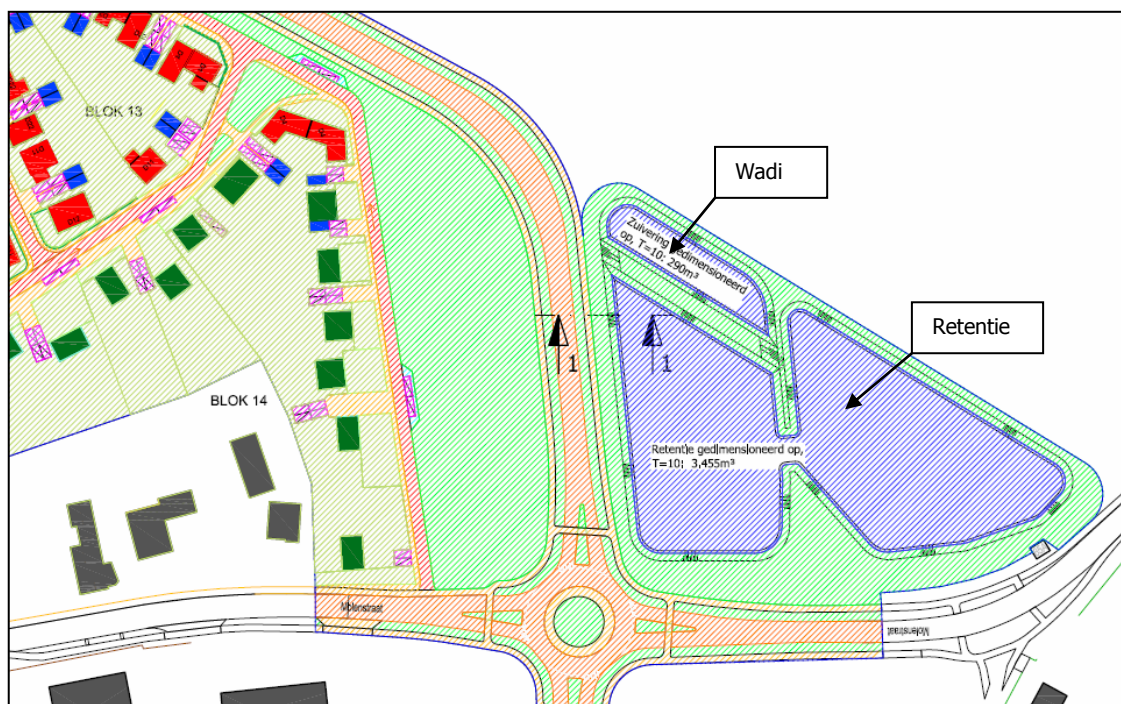 BLOK 13
Wadi
Zuivering gedimensioneerd
op, T=10: 290m³
Retentie
1
1
BLOK 14
Retentie gedimensioneerd op,
T=10: 3,455m³
Molenstraat
Molenstraat